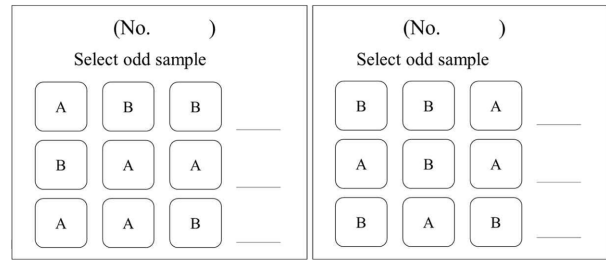 (No. )
Select odd sample
A B B
B A A
A A B
(No. )
Select odd sample
B B A
A B A
B A B